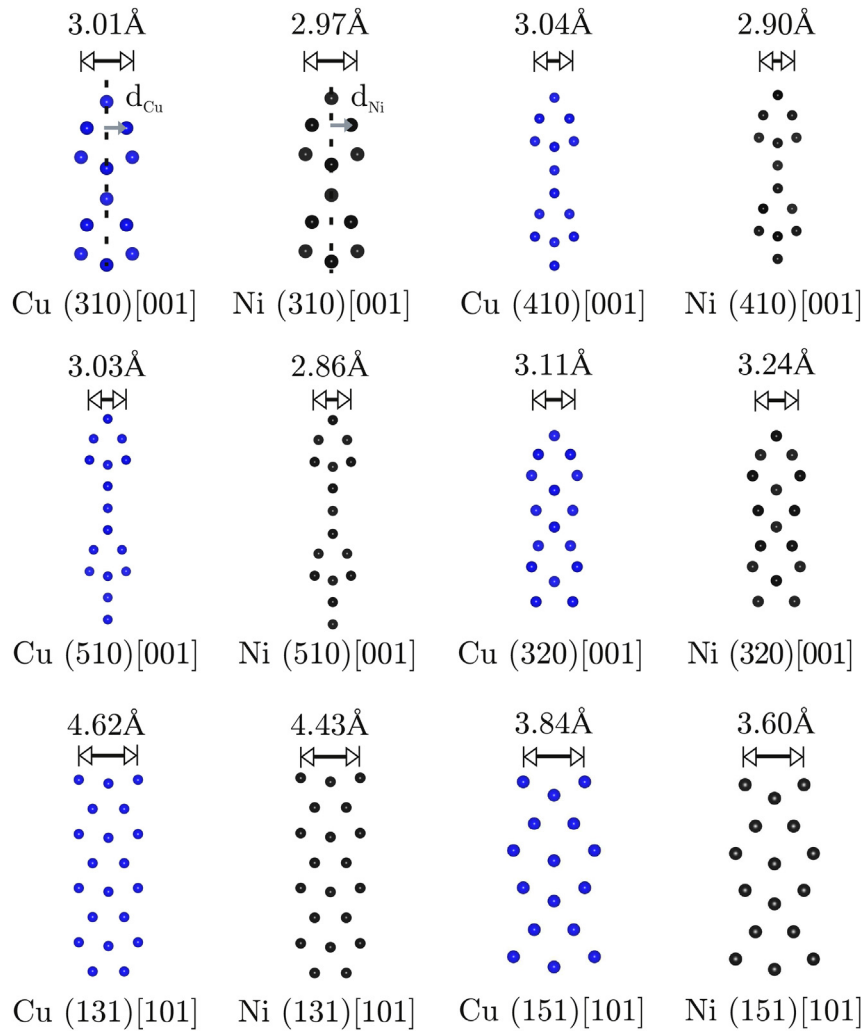 3.01Å 2.97Å 3.04Å 2.90Å
d_Cu d_Ni
Cu (310)[001] Ni (310)[001] Cu (410)[001] Ni (410)[001]
3.03Å 2.86Å 3.11Å 3.24Å
Cu (510)[001] Ni (510)[001] Cu (320)[001] Ni (320)[001]
4.62Å 4.43Å 3.84Å 3.60Å
Cu (131)[101] Ni (131)[101] Cu (151)[101] Ni (151)[101]